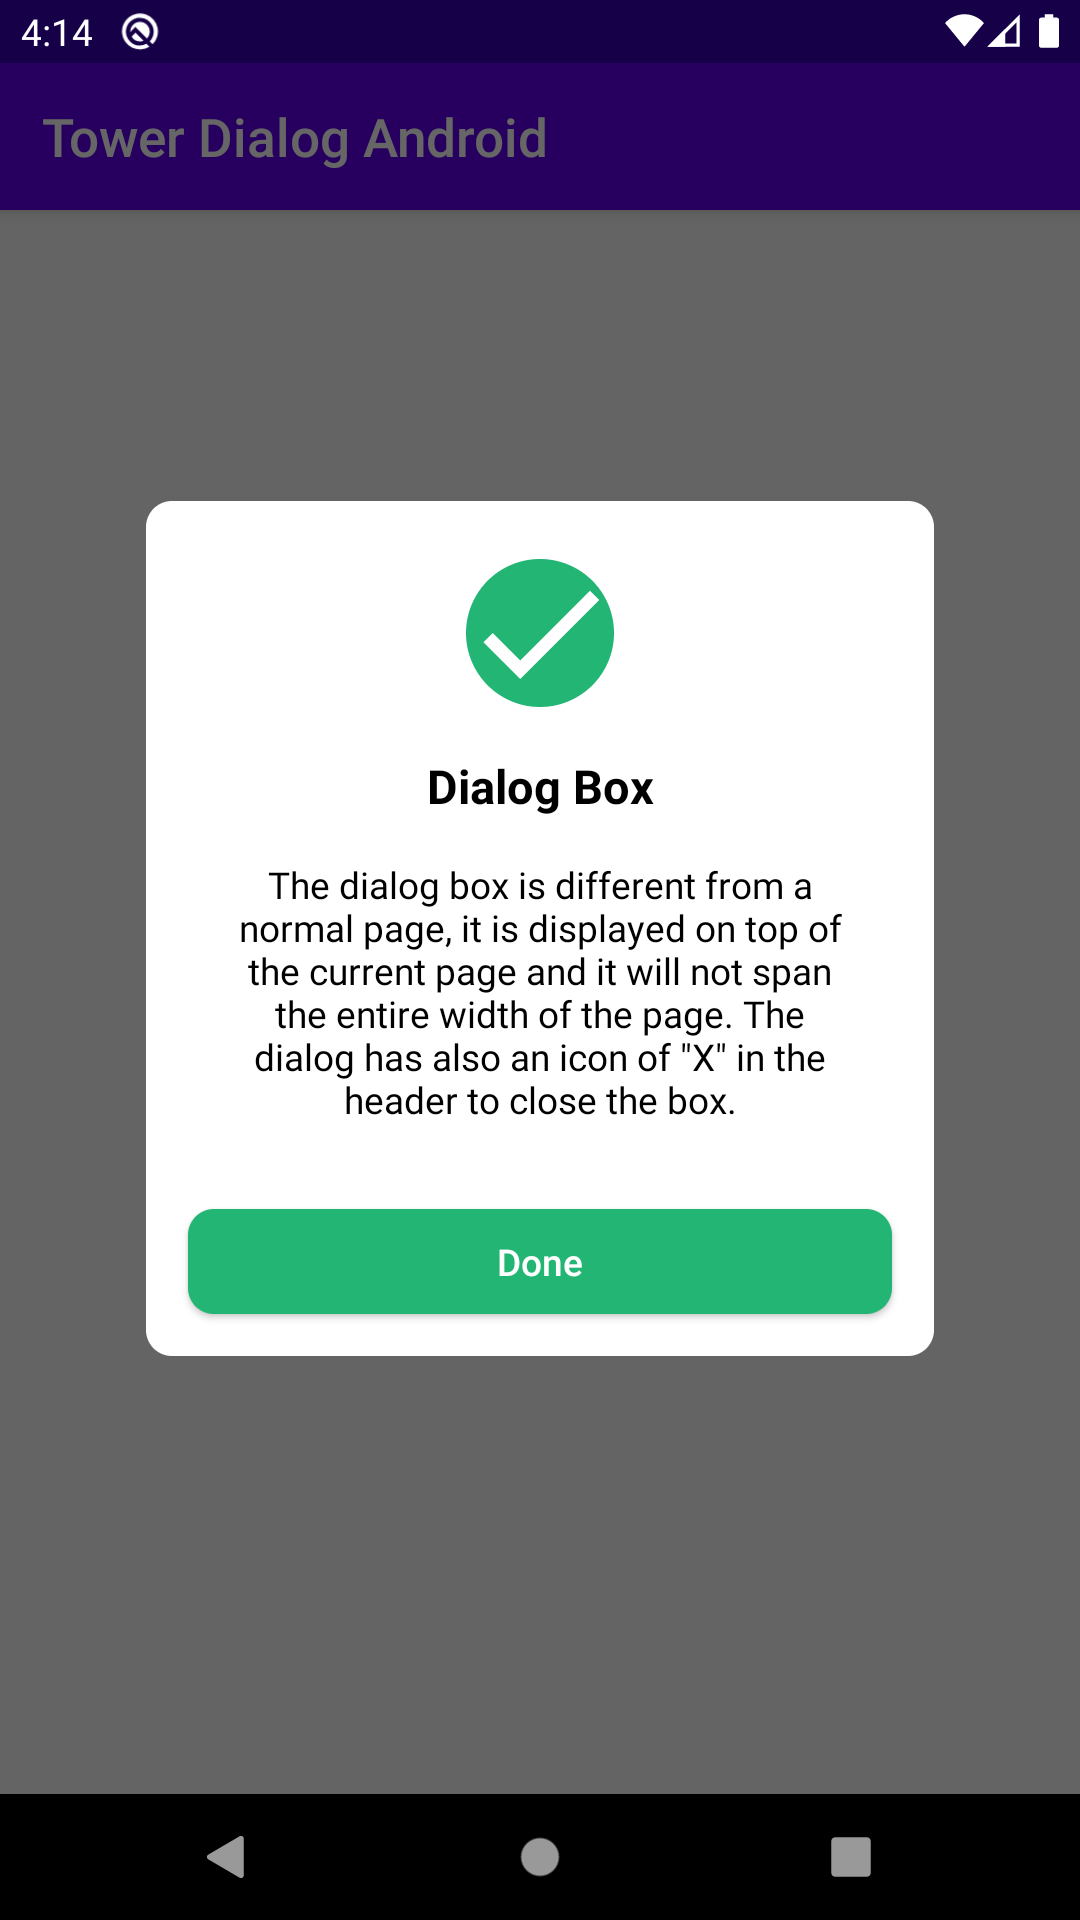 4:14
Tower Dialog Android
Dialog Box
The dialog box is different from a
normal page, it is displayed on top of
the current page and it will not span
the entire width of the page. The
dialog has also an icon of "X" in the
header to close the box.
Done